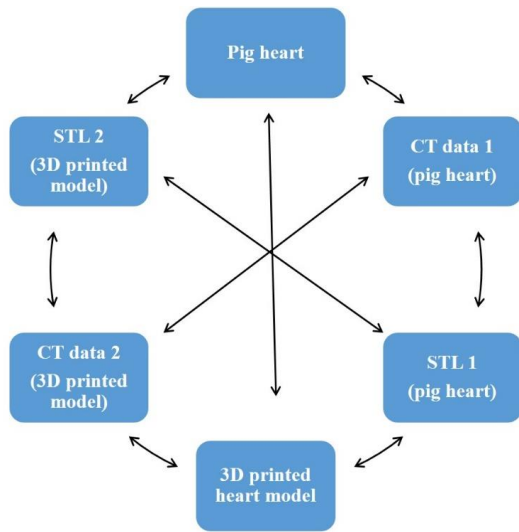 Pig heart
STL 2
(3D printed
model)
CT data 1
(pig heart)
CT data 2
(3D printed
model)
STL 1
(pig heart)
3D printed
heart model